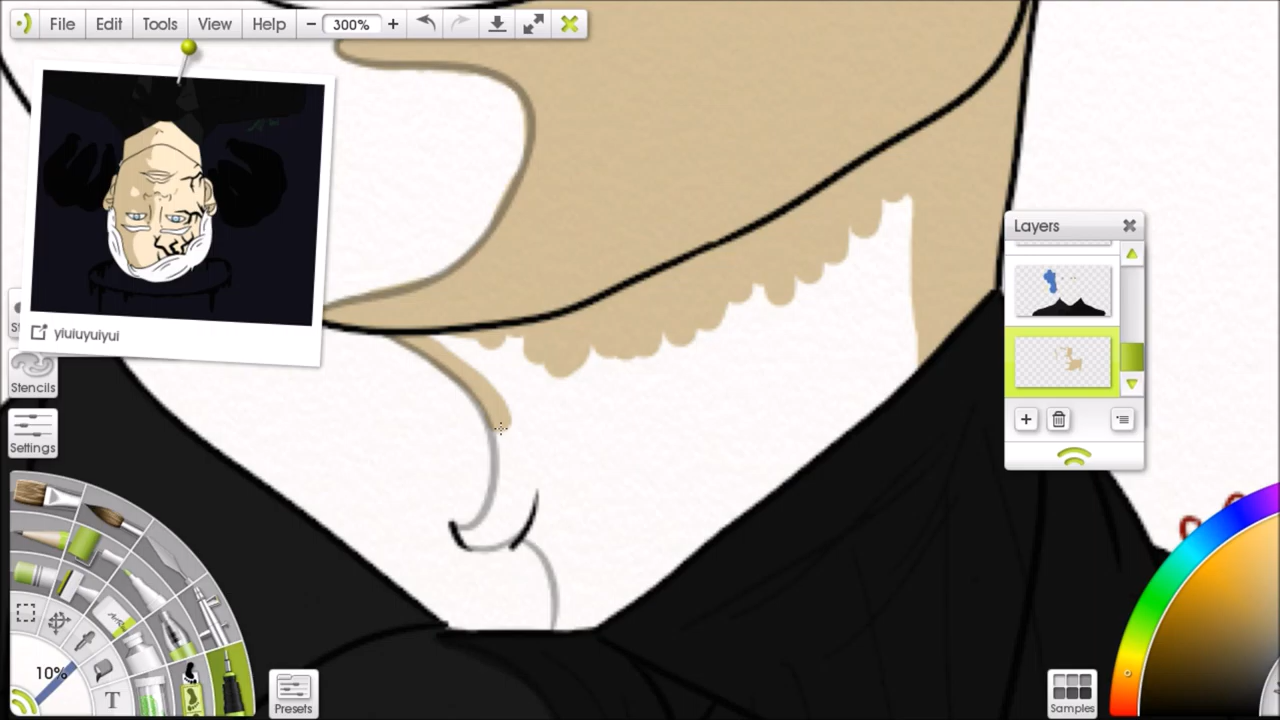 File Edit Tools View Help 300%
yiuiuyuiyui
Layers
Stencils
Settings
10%
T
Presets
Samples